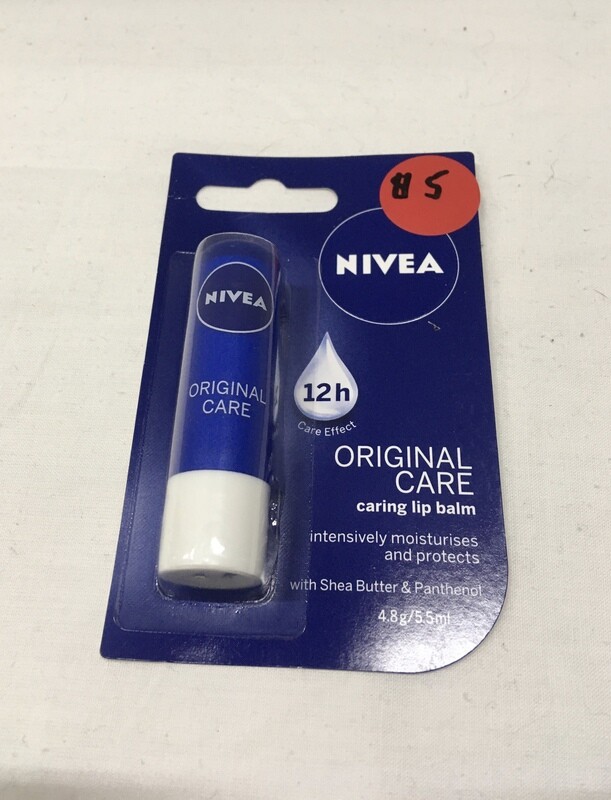 NIVEA
12h
Care Effect
ORIGINAL
CARE
caring lip balm
intensively moisturises
and protects
with Shea Butter & Panthenol
4.8g/5.5ml
NIVEA
ORIGINAL
CARE